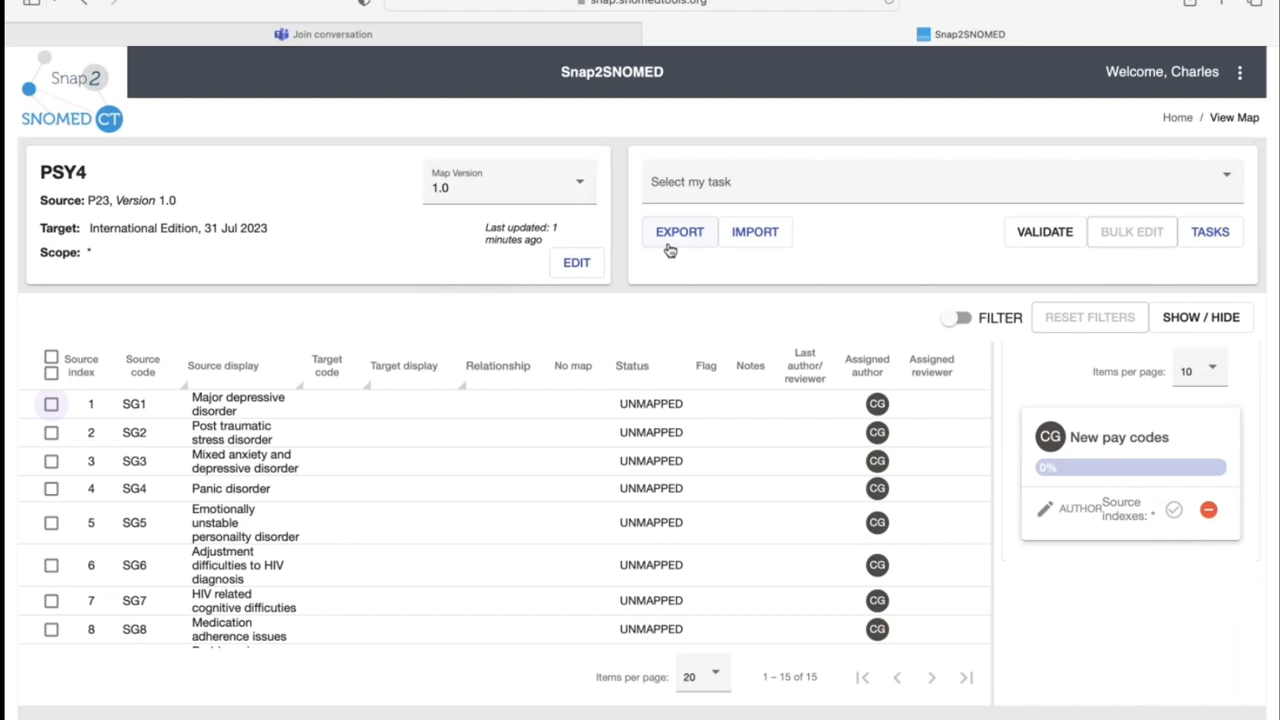 snap.snomedtools.org
Join conversation
Snap2SNOMED
Snap2
SNOMED CT
Snap2SNOMED
Welcome, Charles
Home / View Map
PSY4
Map Version
1.0
Source: P23, Version 1.0
Target: International Edition, 31 Jul 2023
Last updated: 1
minutes ago
Scope: *
EDIT
Select my task
EXPORT
IMPORT
VALIDATE
BULK EDIT
TASKS
FILTER
RESET FILTERS
SHOW / HIDE
Source
index
Source
code
Source display
Target
code
Target display
Relationship
No map
Status
Flag
Notes
Last
author/
reviewer
Assigned
author
Assigned
reviewer
1 SG1 Major depressive
disorder UNMAPPED CG
2 SG2 Post traumatic
stress disorder UNMAPPED CG
3 SG3 Mixed anxiety and
depressive disorder UNMAPPED CG
4 SG4 Panic disorder UNMAPPED CG
5 SG5 Emotionally
unstable
personailty disorder UNMAPPED CG
6 SG6 Adjustment
difficulties to HIV
diagnosis UNMAPPED CG
7 SG7 HIV related
cognitive difficuties UNMAPPED CG
8 SG8 Medication
adherence issues UNMAPPED CG
Items per page: 20 1 – 15 of 15
Items per page: 10
CG New pay codes
0%
AUTHOR Source
indexes: *